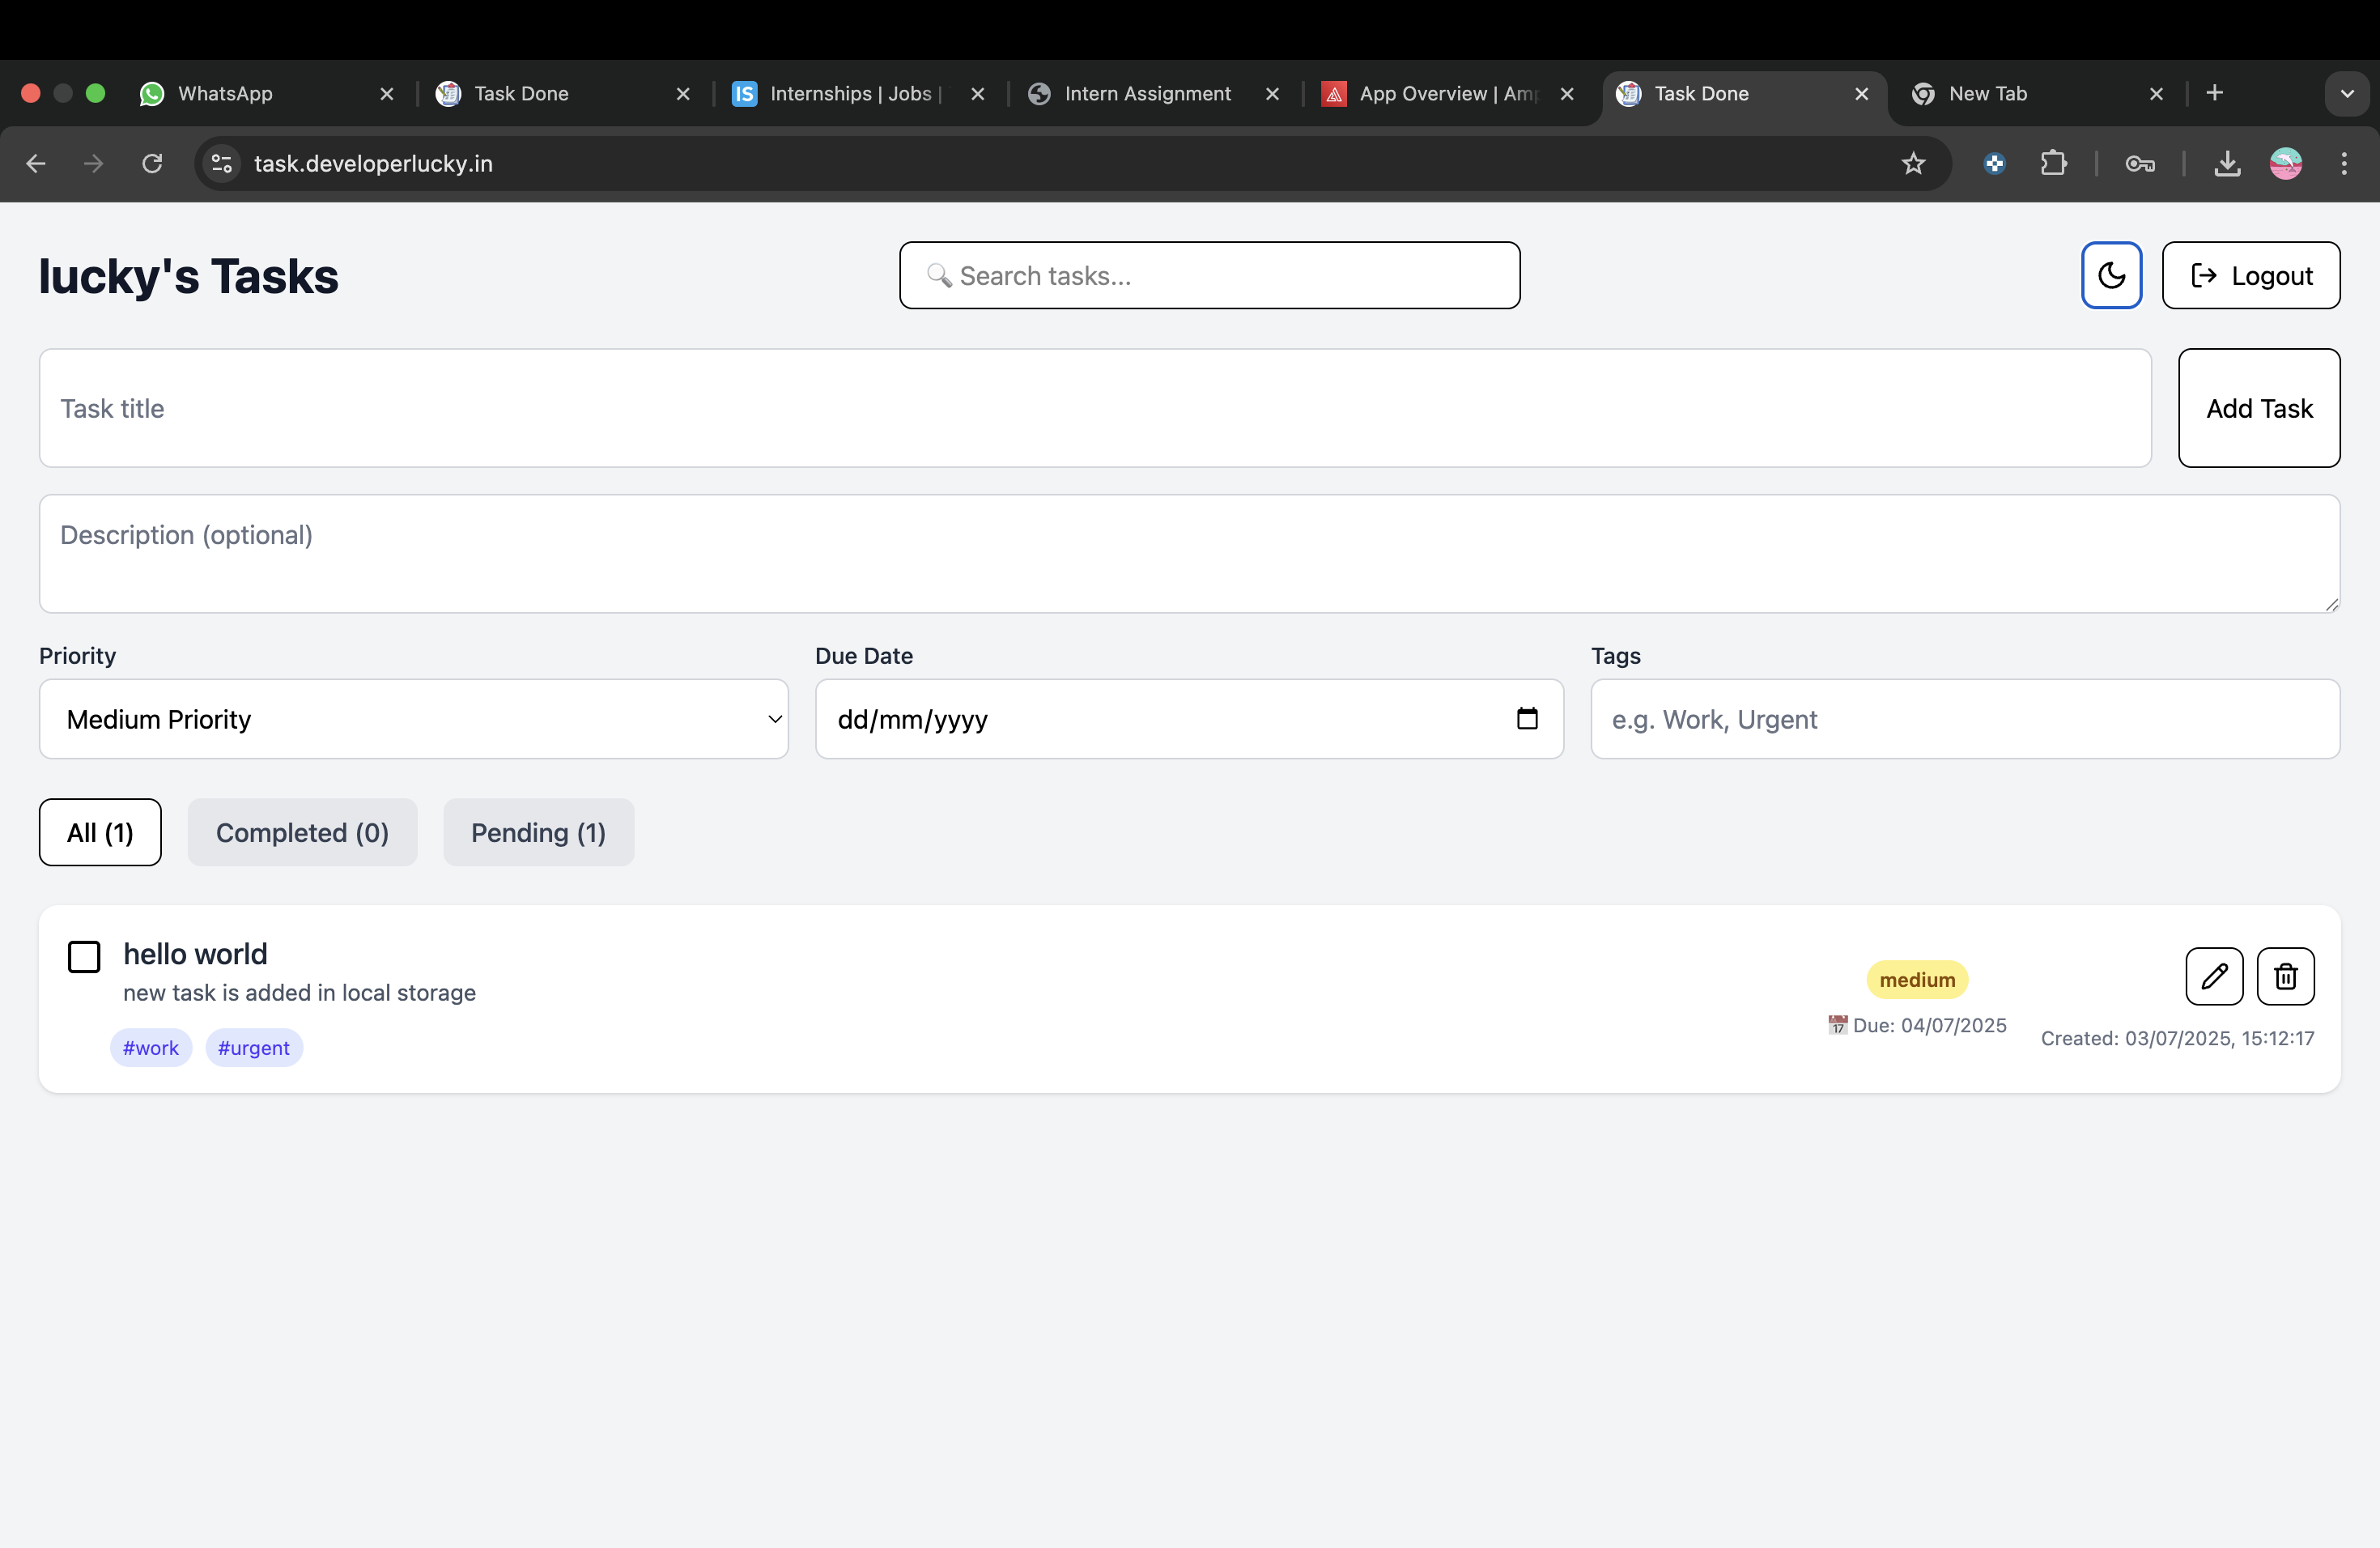 WhatsApp
Task Done
IS Internships | Jobs |
Intern Assignment
App Overview | Amp
Task Done
New Tab
task.developerlucky.in
lucky's Tasks
🔍 Search tasks...
Logout
Task title
Add Task
Description (optional)
Priority
Due Date
Tags
Medium Priority
dd/mm/yyyy
e.g. Work, Urgent
All (1)
Completed (0)
Pending (1)
hello world
new task is added in local storage
#work
#urgent
medium
📅 Due: 04/07/2025
Created: 03/07/2025, 15:12:17